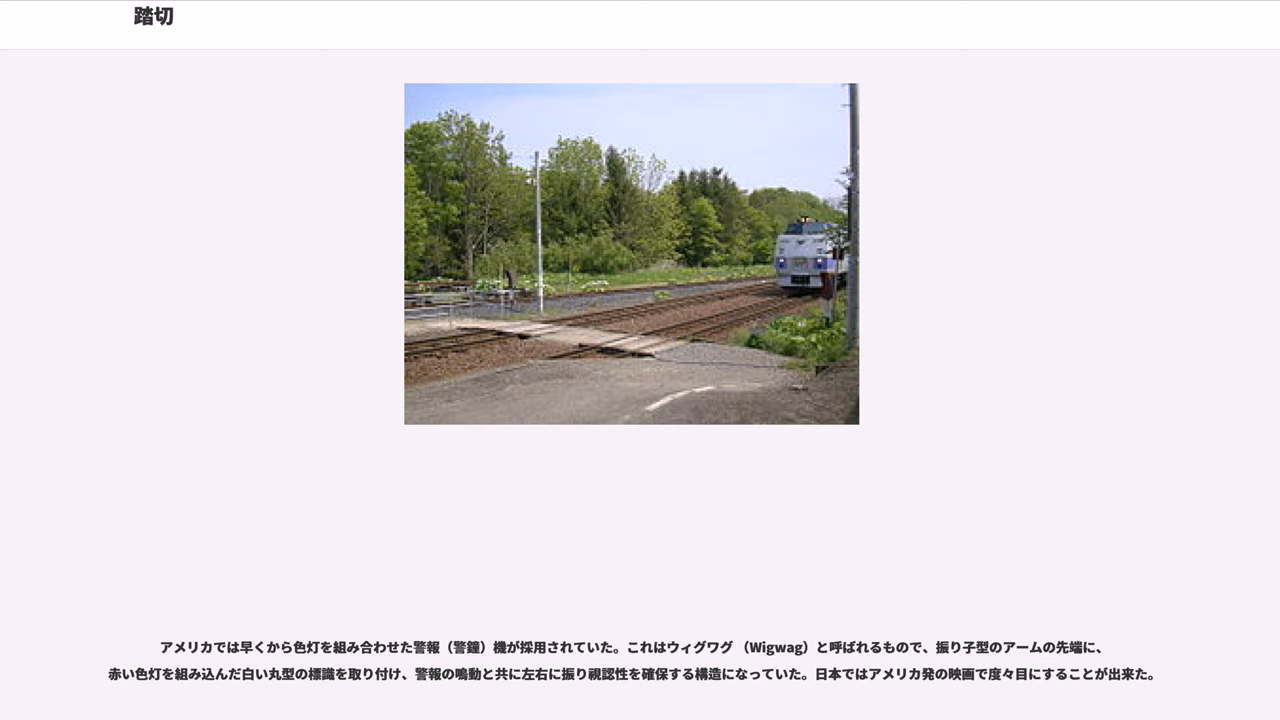 踏切
アメリカでは早くから色灯を組み合わせた警報（警鐘）機が採用されていた。これはウィグワグ （Wigwag）と呼ばれるもので、振り子型のアームの先端に、
赤い色灯を組み込んだ白い丸型の標識を取り付け、警報の鳴動と共に左右に振り視認性を確保する構造になっていた。日本ではアメリカ発の映画で度々目にすることが出来た。